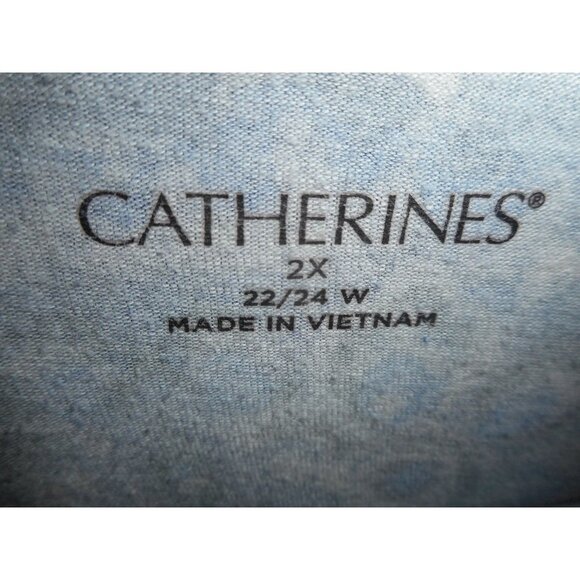 CATHERINES®
2X
22/24 W
MADE IN VIETNAM